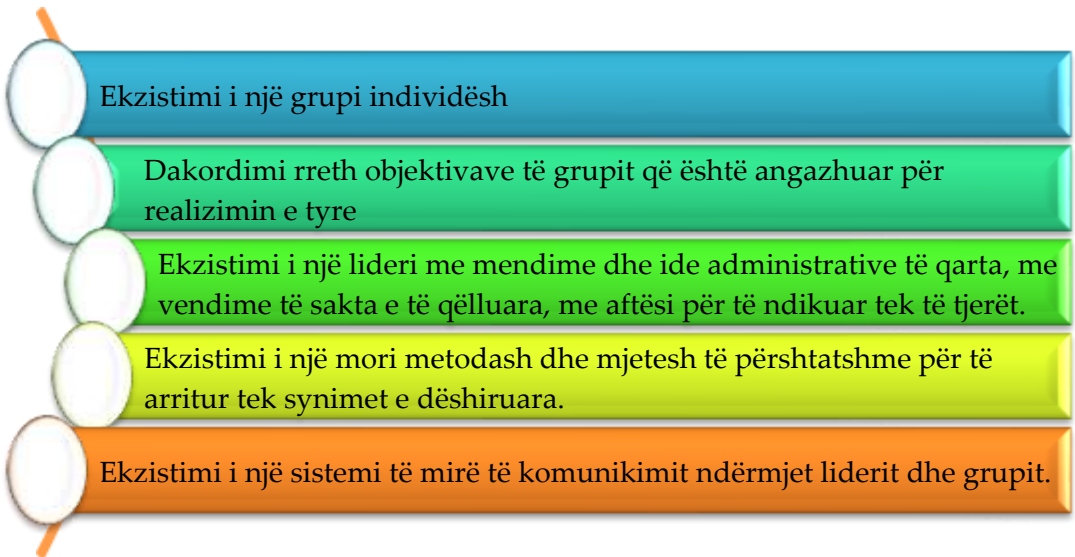 Ekzistimi i një grupi individësh
Dakordimi rreth objektivave të grupit që është angazhuar për
realizimin e tyre
Ekzistimi i një lideri me mendime dhe ide administrative të qarta, me
vendime të sakta e të qëlluara, me aftësi për të ndikuar tek të tjerët.
Ekzistimi i një mori metodash dhe mjetesh të përshtatshme për të
arritur tek synimet e dëshiruara.
Ekzistimi i një sistemi të mirë të komunikimit ndërmjet liderit dhe grupit.